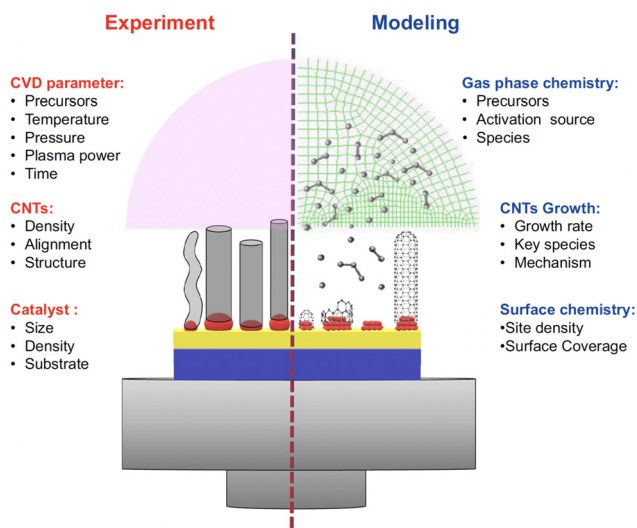 Experiment
Modeling
CVD parameter:
• Precursors
• Temperature
• Pressure
• Plasma power
• Time
CNTs:
• Density
• Alignment
• Structure
Catalyst :
• Size
• Density
• Substrate
Gas phase chemistry:
• Precursors
• Activation source
• Species
CNTs Growth:
• Growth rate
• Key species
• Mechanism
Surface chemistry:
•Site density
•Surface Coverage